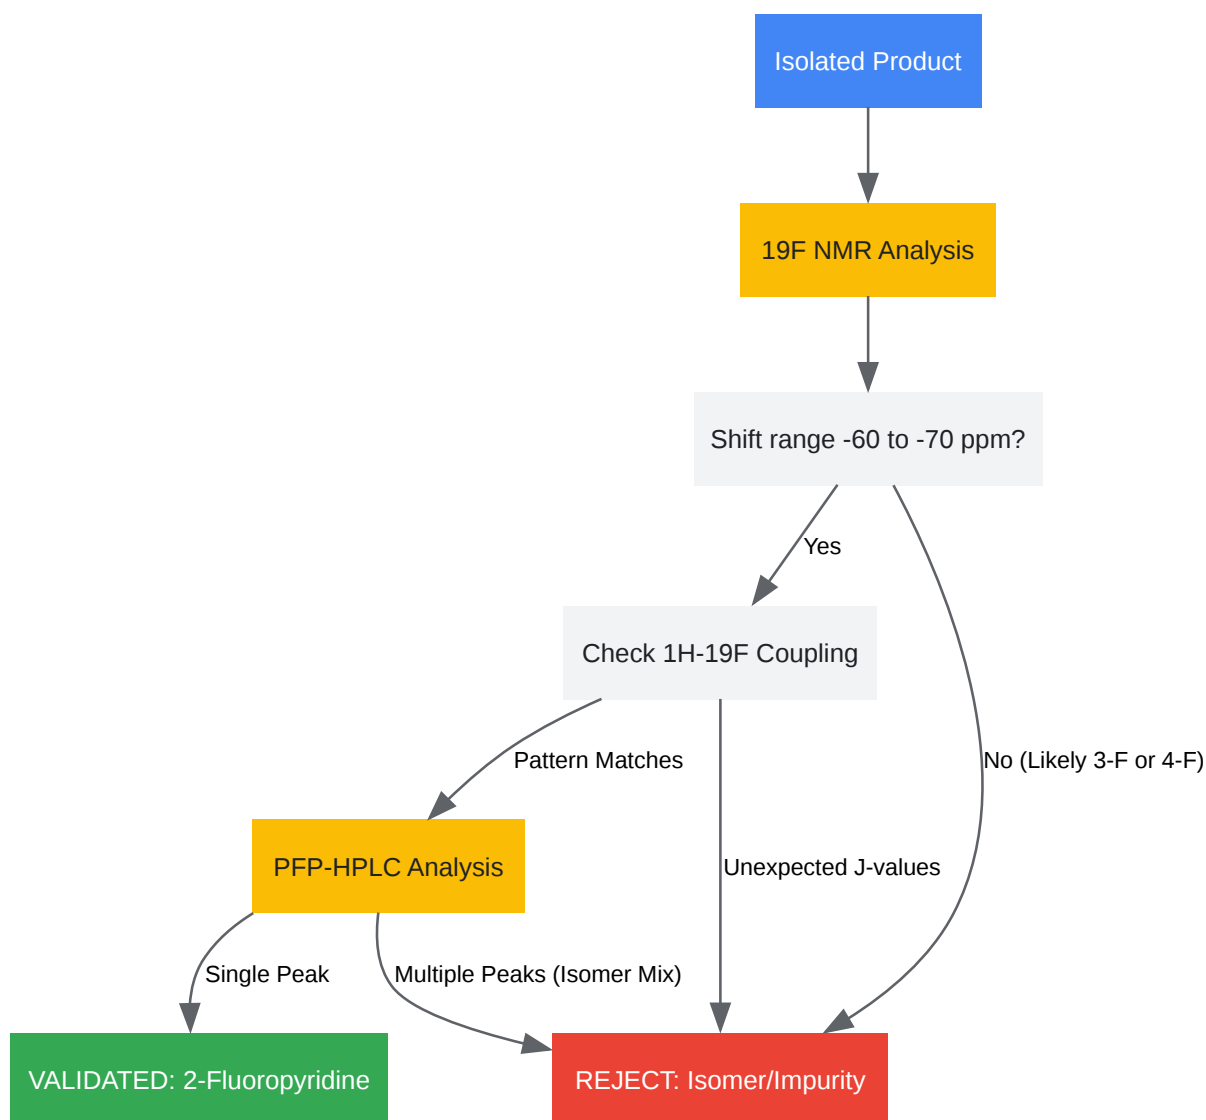 Isolated Product
19F NMR Analysis
Shift range -60 to -70 ppm?
Yes
Check 1H-19F Coupling
Pattern Matches
No (Likely 3-F or 4-F)
PFP-HPLC Analysis
Unexpected J-values
Single Peak
Multiple Peaks (Isomer Mix)
VALIDATED: 2-Fluoropyridine
REJECT: Isomer/Impurity